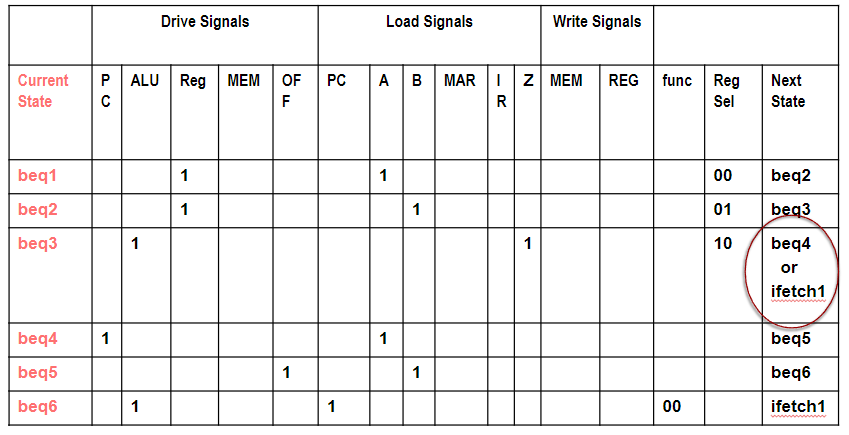 Drive Signals Load Signals Write Signals
Current State PC ALU Reg MEM OFF PC A B MAR IR Z MEM REG func Reg Sel Next State
beq1 1 1 00 beq2
beq2 1 1 01 beq3
beq3 1 1 10 beq4 or ifetch1
beq4 1 1 beq5
beq5 1 1 beq6
beq6 1 1 00 ifetch1